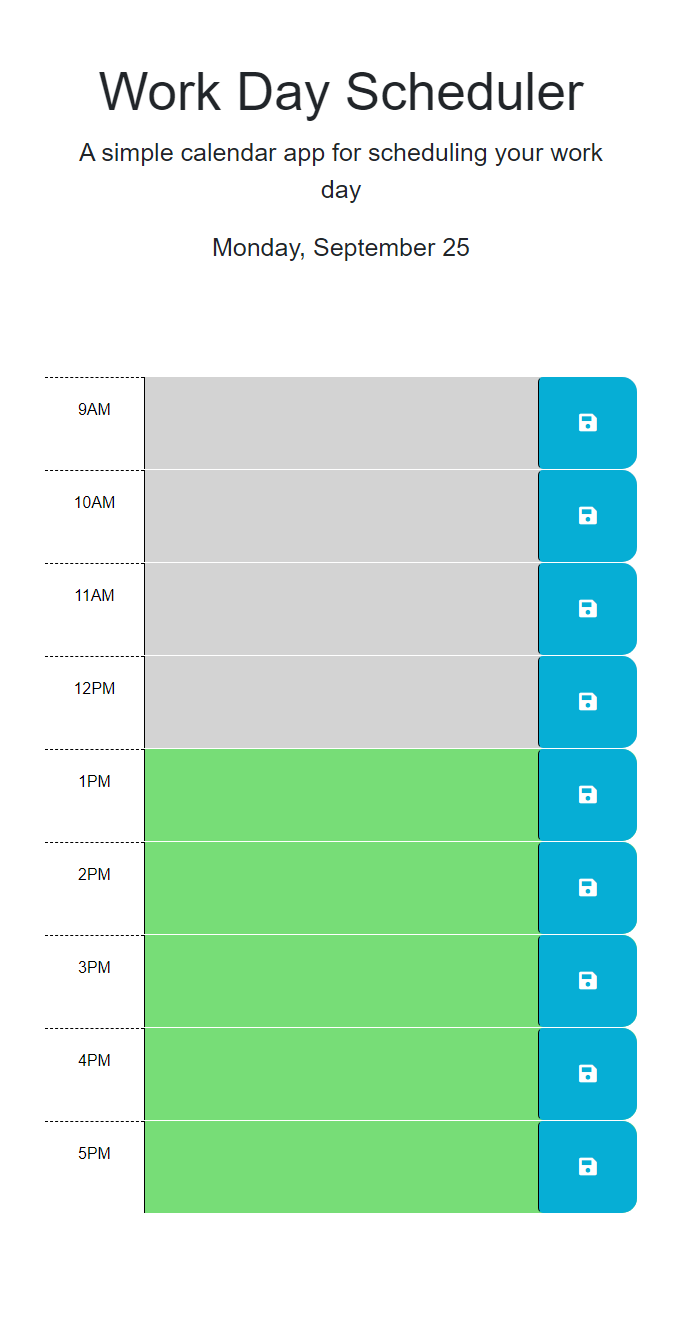 Work Day Scheduler
A simple calendar app for scheduling your work
day
Monday, September 25
9AM
10AM
11AM
12PM
1PM
2PM
3PM
4PM
5PM